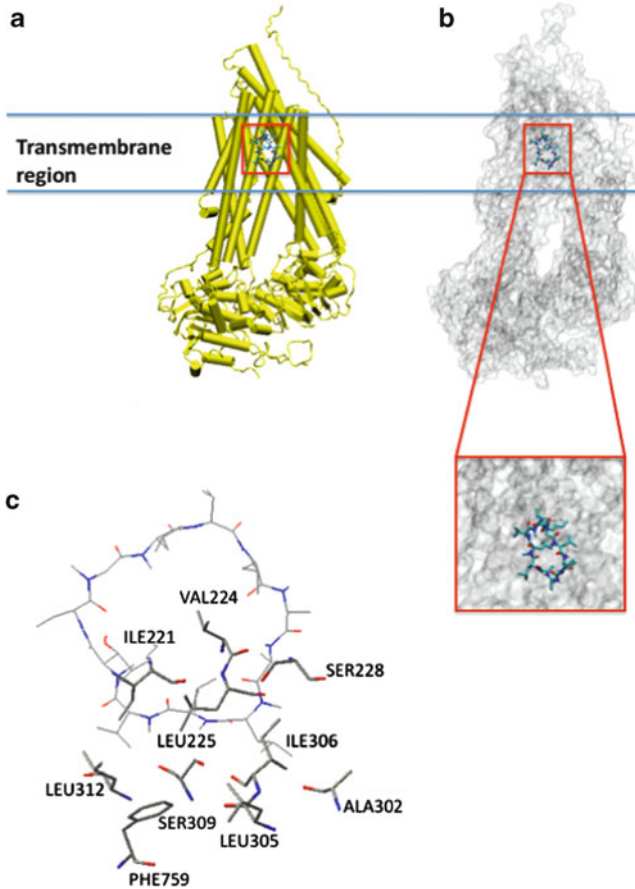 a
b
Transmembrane
region
c
VAL224
ILE221
SER228
LEU225
ILE306
LEU312
ALA302
SER309
LEU305
PHE759